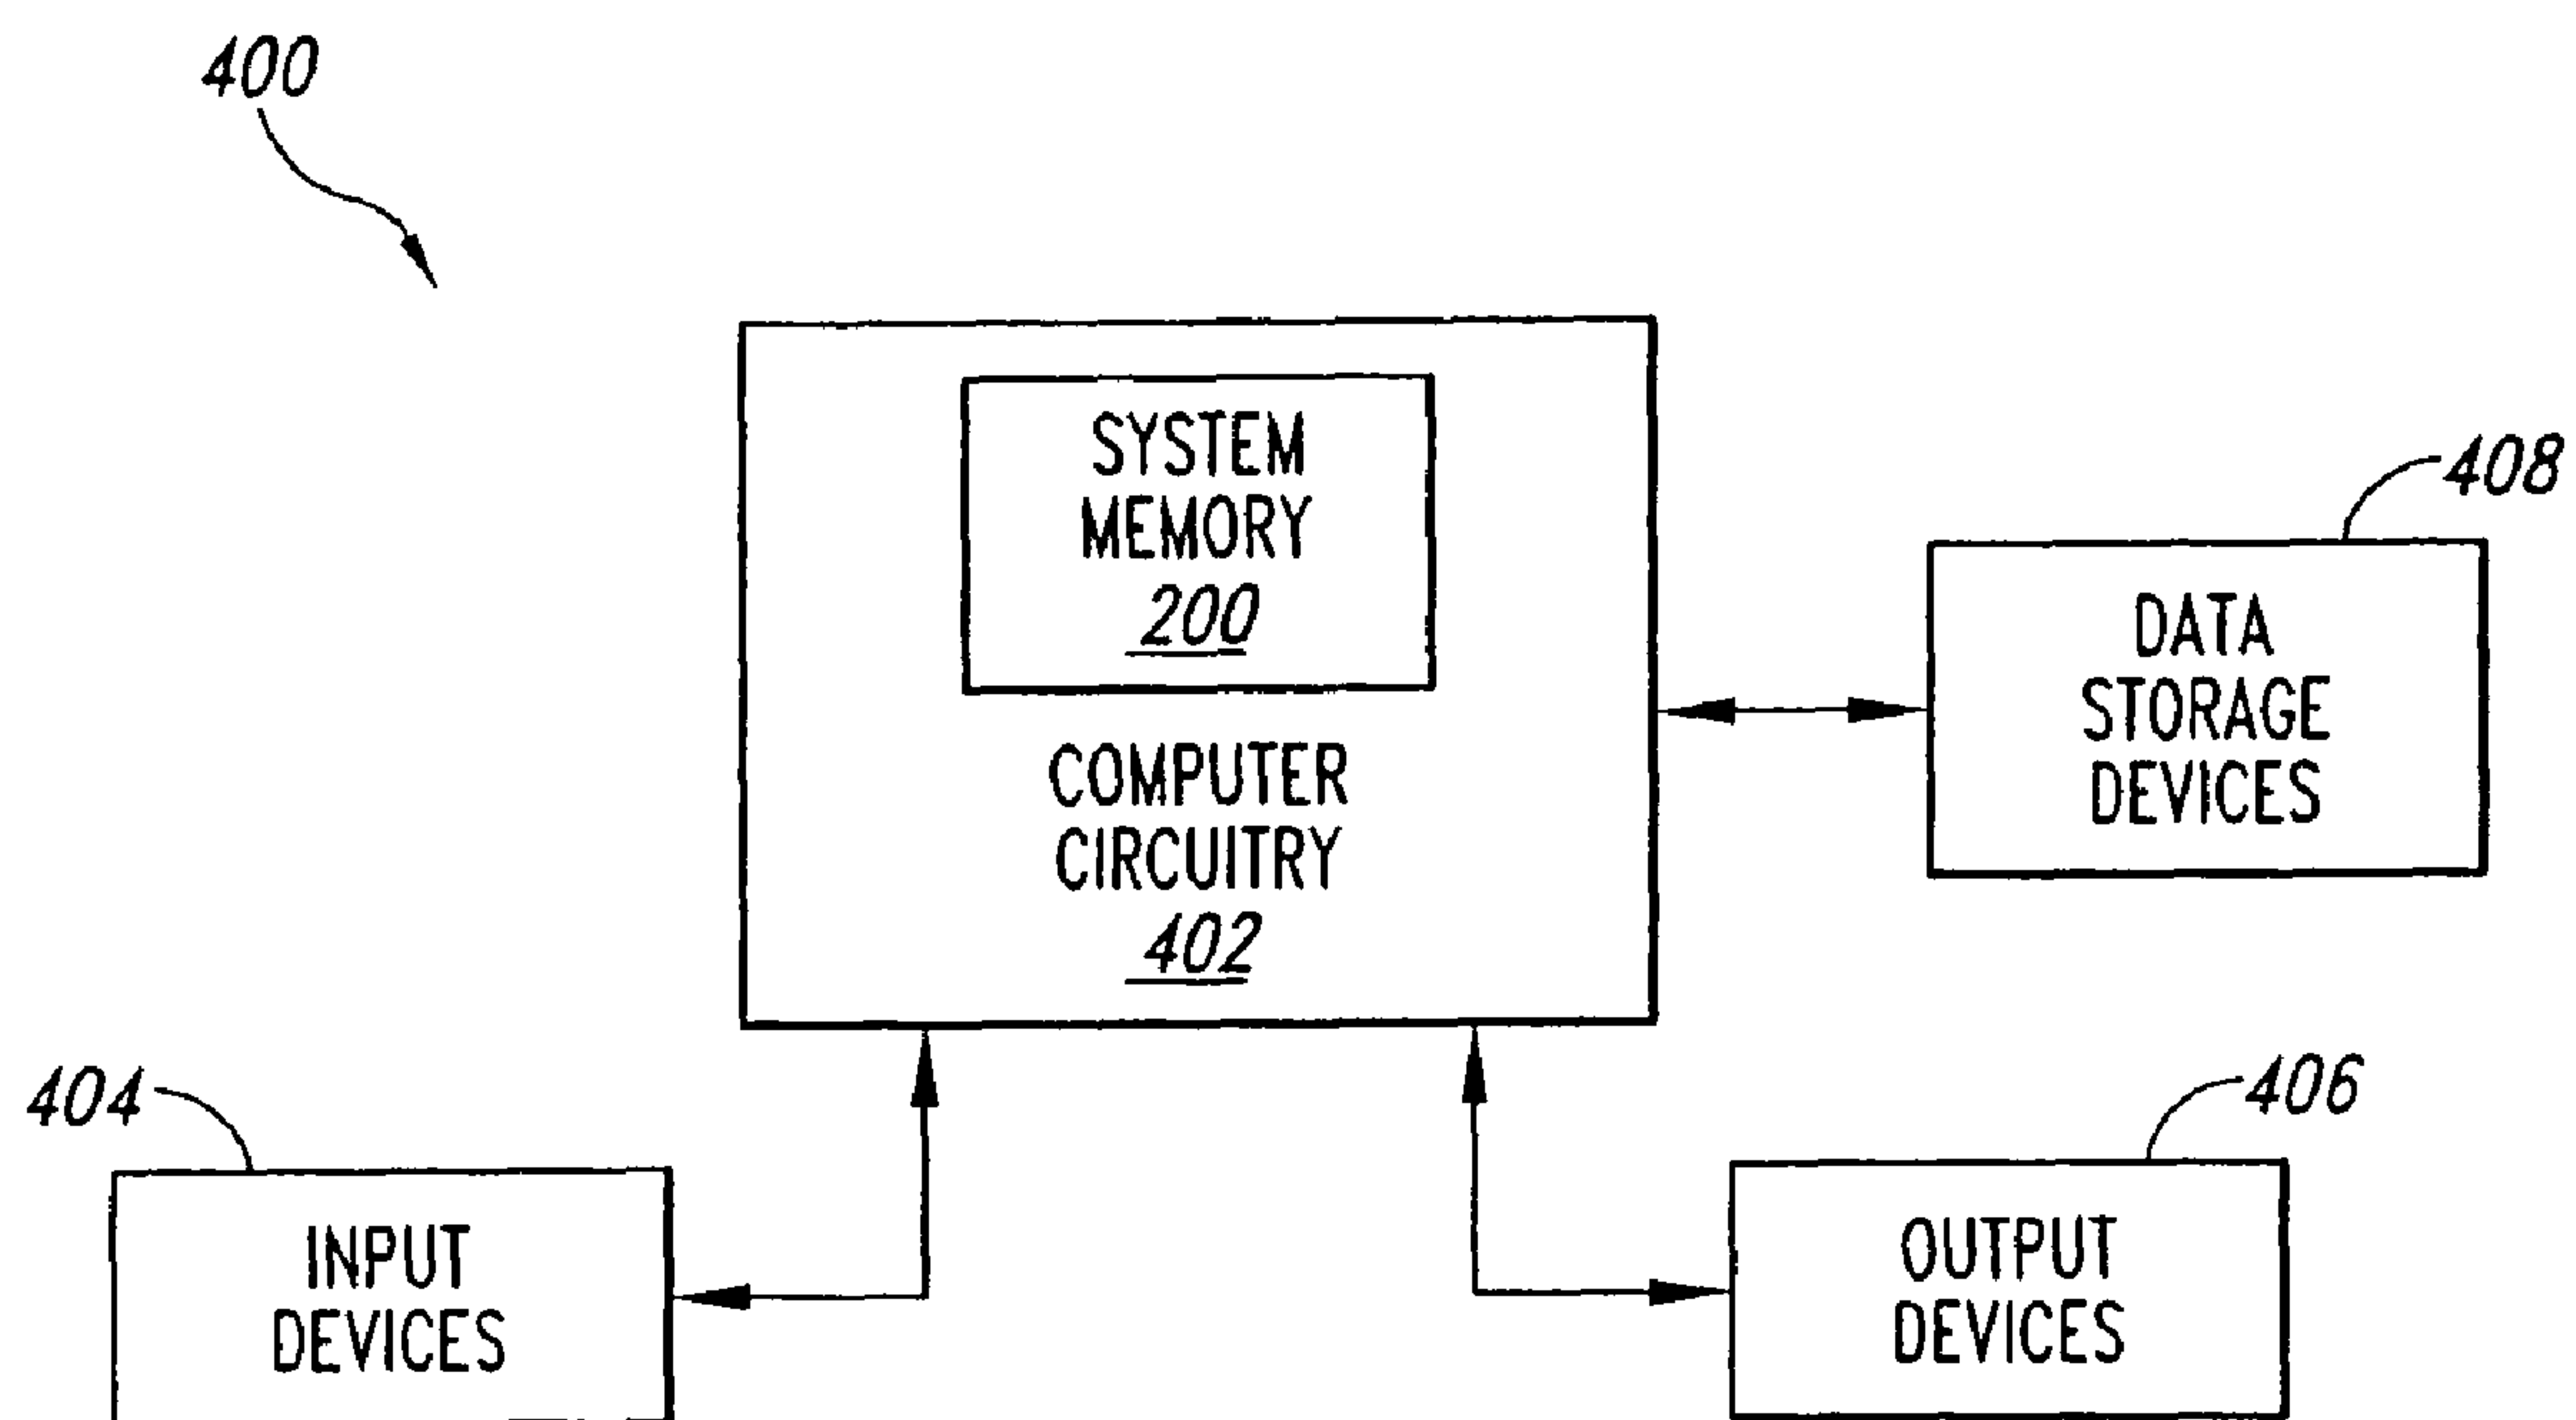 400
SYSTEM
MEMORY
200
COMPUTER
CIRCUITRY
402
408
DATA
STORAGE
DEVICES
404
INPUT
DEVICES
406
OUTPUT
DEVICES